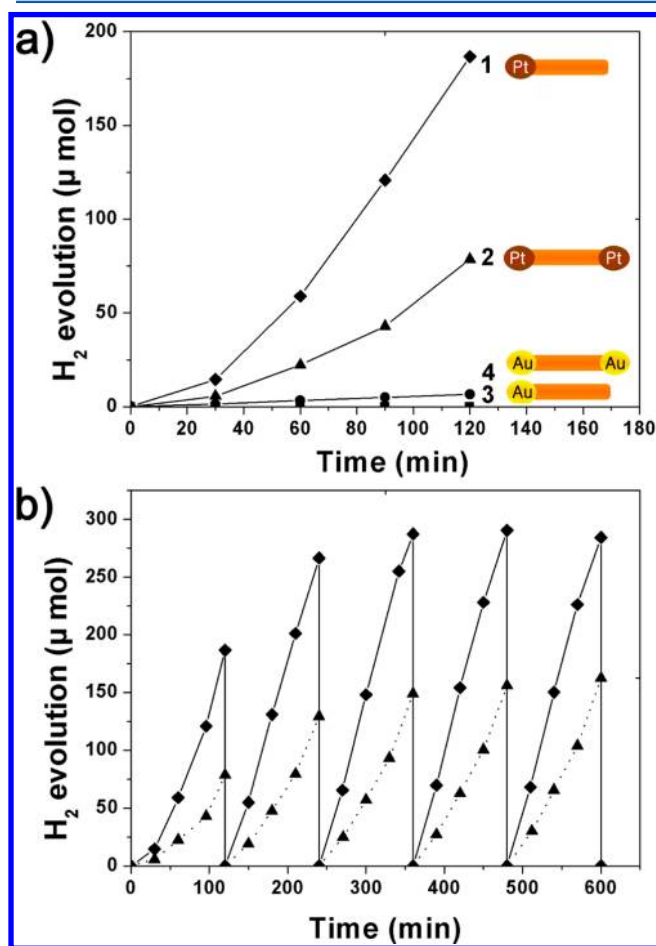 a)
200
150
100
50
0
H₂ evolution (μ mol)
1 Pt
2 Pt Pt
4 Au Au
3 Au
0 20 40 60 80 100 120 140 160 180
Time (min)
b)
300
250
200
150
100
50
0
H₂ evolution (μ mol)
0 100 200 300 400 500 600
Time (min)